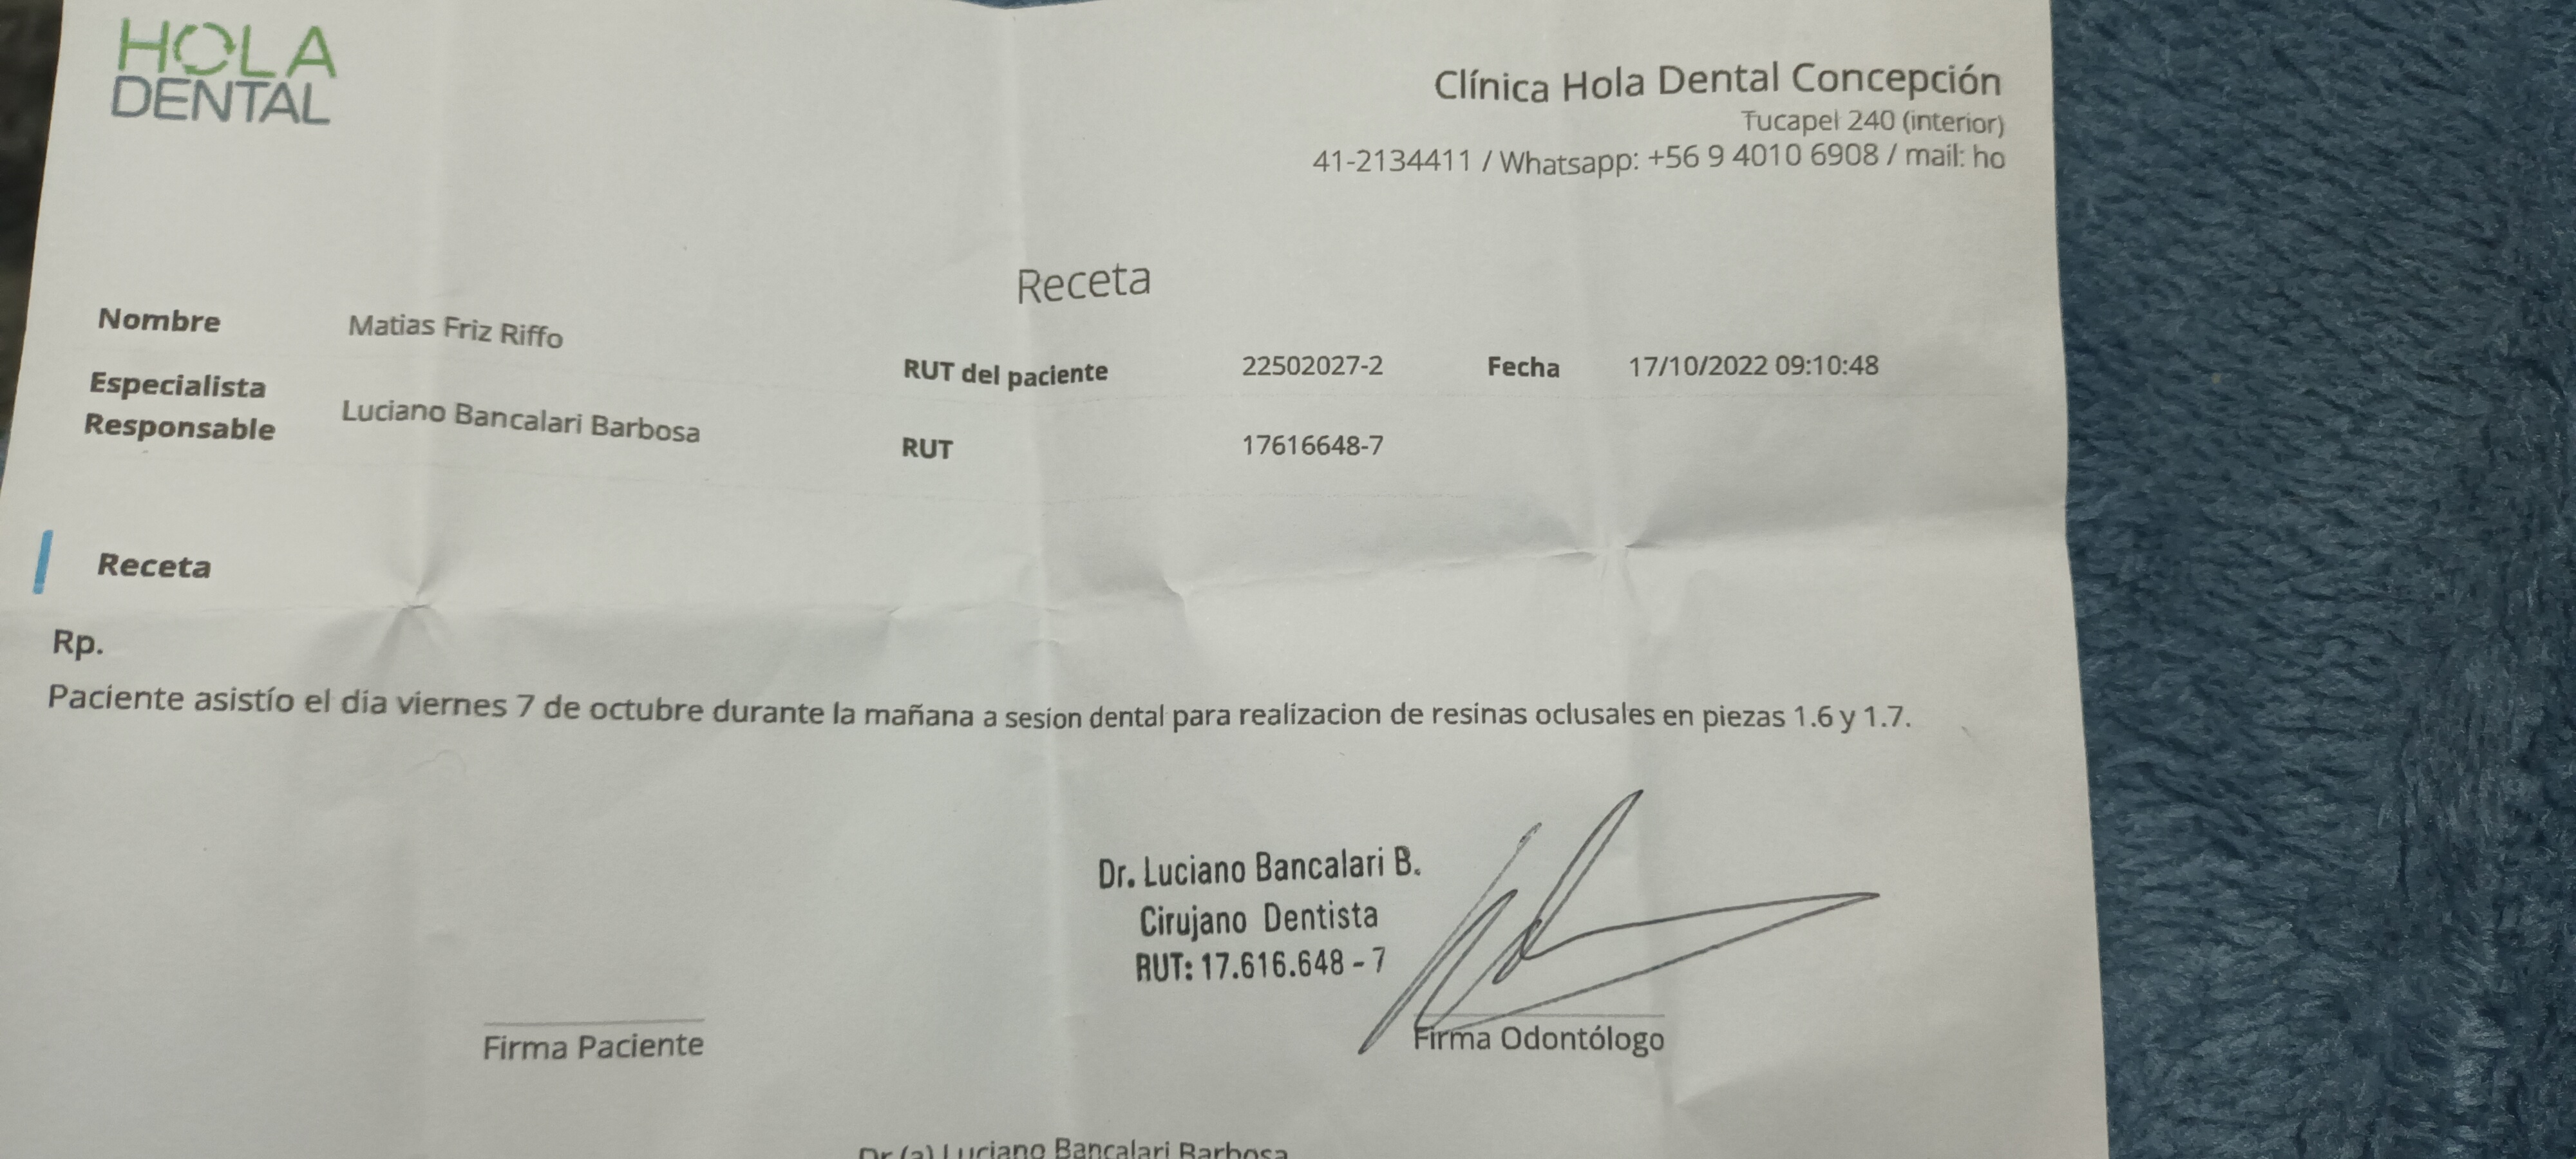 HOLA
DENTAL
Clínica Hola Dental Concepción
Tucapel 240 (interior)
41-2134411 / Whatsapp: +56 9 4010 6908 / mail: ho
Receta
Nombre Matias Friz Riffo RUT del paciente 22502027-2 Fecha 17/10/2022 09:10:48
Especialista
Responsable Luciano Bancalari Barbosa RUT 17616648-7
Receta
Rp.
Paciente asistío el dia viernes 7 de octubre durante la mañana a sesion dental para realizacion de resinas oclusales en piezas 1.6 y 1.7.
Dr. Luciano Bancalari B.
Cirujano Dentista
RUT: 17.616.648 - 7
Firma Paciente Firma Odontólogo
Dr.(a) Luciano Bancalari Barbosa